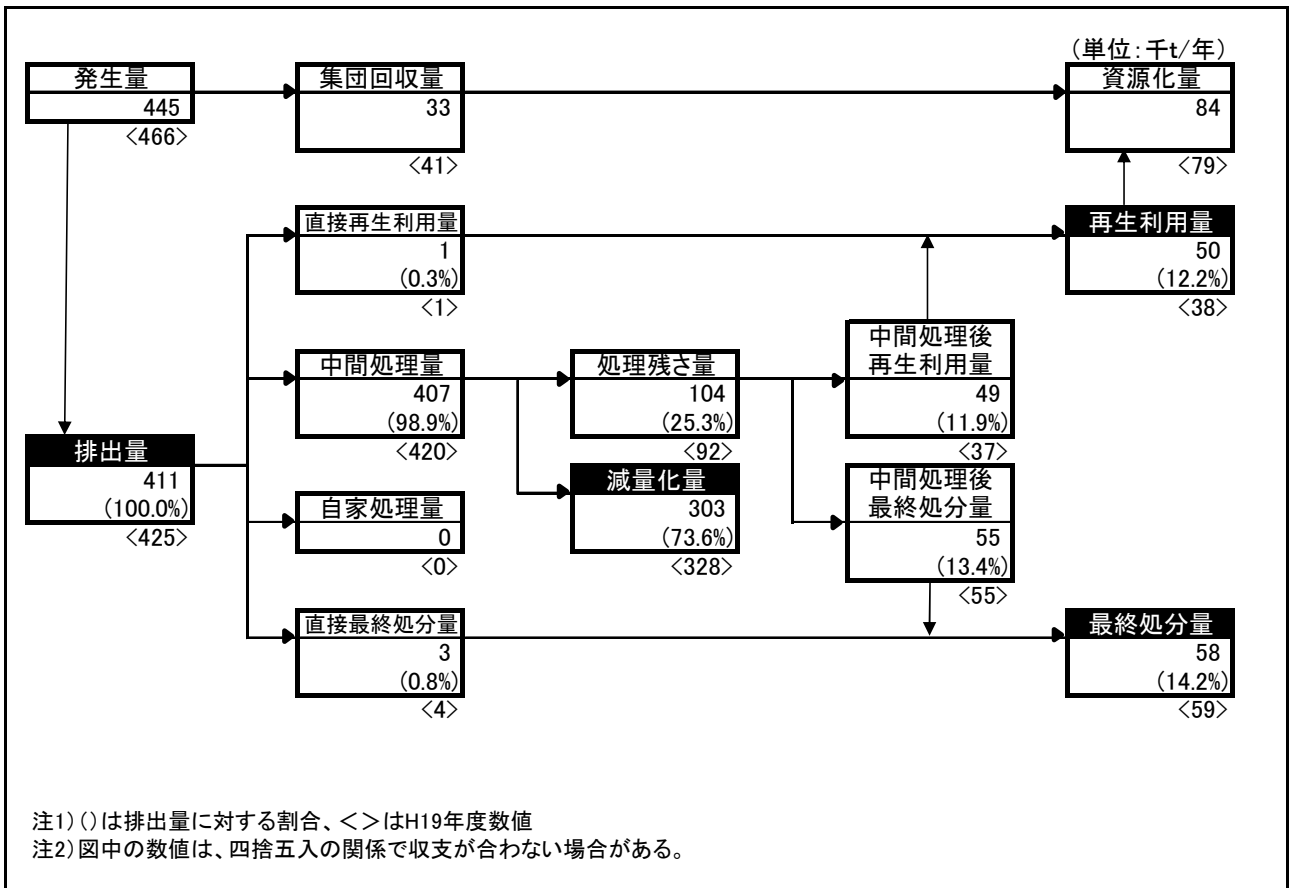 (単位:千t/年)
発生量
445
<466>
集団回収量
33
<41>
資源化量
84
<79>
直接再生利用量
1
(0.3%)
<1>
再生利用量
50
(12.2%)
<38>
中間処理量
407
(98.9%)
<420>
処理残さ量
104
(25.3%)
<92>
中間処理後
再生利用量
49
(11.9%)
<37>
排出量
411
(100.0%)
<425>
自家処理量
0
<0>
減量化量
303
(73.6%)
<328>
中間処理後
最終処分量
55
(13.4%)
<55>
直接最終処分量
3
(0.8%)
<4>
最終処分量
58
(14.2%)
<59>
注1)()は排出量に対する割合、<>はH19年度数値
注2)図中の数値は、四捨五入の関係で収支が合わない場合がある。